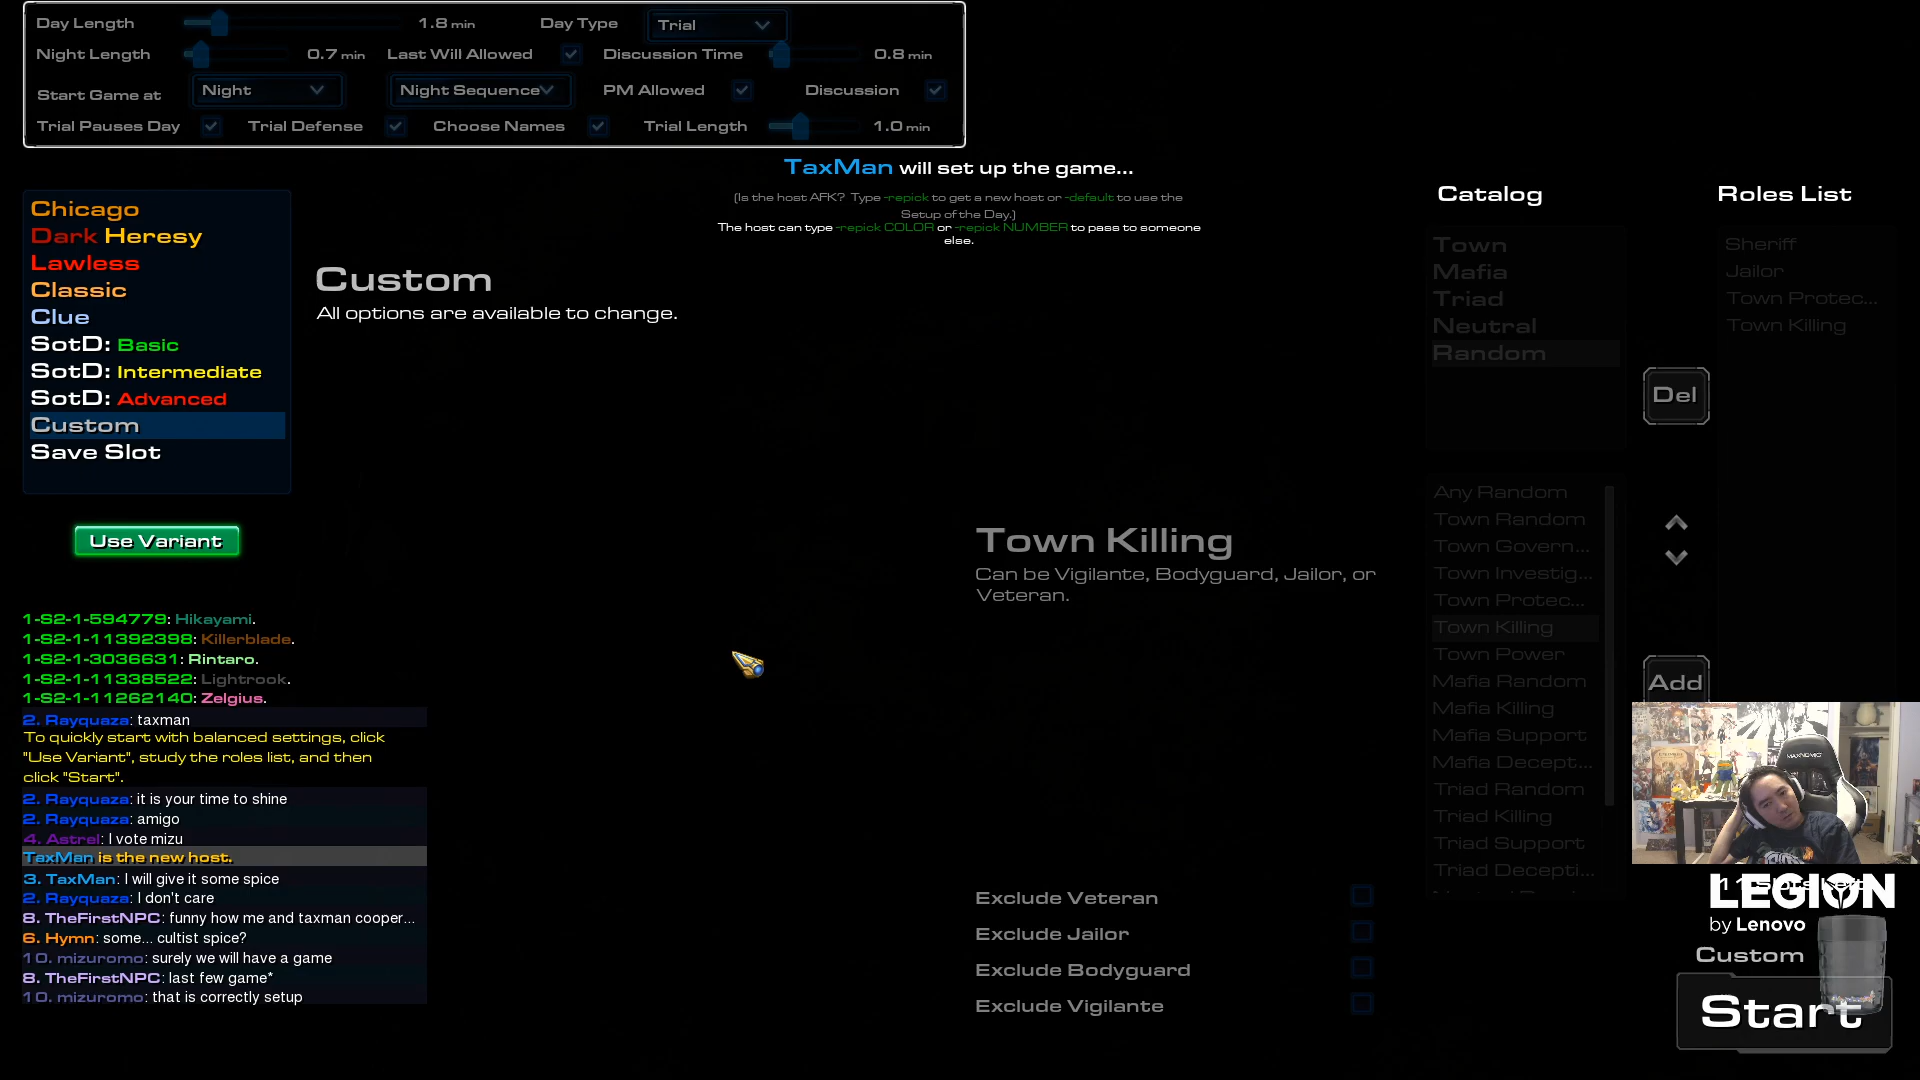 Day Length 1.8 min Day Type Trial
Night Length 0.7 min Last Will Allowed Discussion Time 0.8 min
Start Game at Night Night Sequence PM Allowed Discussion
Trial Pauses Day Trial Defense Choose Names Trial Length 1.0 min
TaxMan will set up the game...
(Is the host AFK? Type -repick to get a new host or -default to use the
Setup of the Day.)
The host can type -repick COLOR or -repick NUMBER to pass to someone
else.
Chicago
Dark Heresy
Lawless
Classic
Clue
SotD: Basic
SotD: Intermediate
SotD: Advanced
Custom
Save Slot
Use Variant
Custom
All options are available to change.
Catalog
Town
Mafia
Triad
Neutral
Random
Roles List
Sheriff
Jailor
Town Protec...
Town Killing
Del
Any Random
Town Random
Town Govern...
Town Investig...
Town Protec...
Town Killing
Town Power
Mafia Random
Mafia Killing
Mafia Support
Mafia Decept...
Triad Random
Triad Killing
Triad Support
Triad Decepti...
Add
Town Killing
Can be Vigilante, Bodyguard, Jailor, or
Veteran.
Exclude Veteran
Exclude Jailor
Exclude Bodyguard
Exclude Vigilante
1-S2-1-594779: Hikayami.
1-S2-1-11392398: Killerblade.
1-S2-1-3036631: Rintaro.
1-S2-1-11338522: Lightrook.
1-S2-1-11262140: Zelgius.
2. Rayquaza: taxman
To quickly start with balanced settings, click
"Use Variant", study the roles list, and then
click "Start".
2. Rayquaza: it is your time to shine
2. Rayquaza: amigo
4. Astrel: I vote mizu
TaxMan is the new host.
3. TaxMan: I will give it some spice
2. Rayquaza: I don't care
8. TheFirstNPC: funny how me and taxman cooper...
6. Hymn: some... cultist spice?
10. mizuromo: surely we will have a game
8. TheFirstNPC: last few game*
10. mizuromo: that is correctly setup
MAXNOMIC
LEGION
by Lenovo
Custom
Start